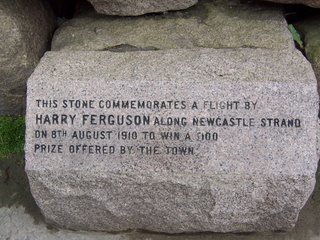 THIS STONE COMMEMORATES A FLIGHT BY
HARRY FERGUSON ALONG NEWCASTLE STRAND
ON 8TH AUGUST 1910 TO WIN A £100
PRIZE OFFERED BY THE TOWN.